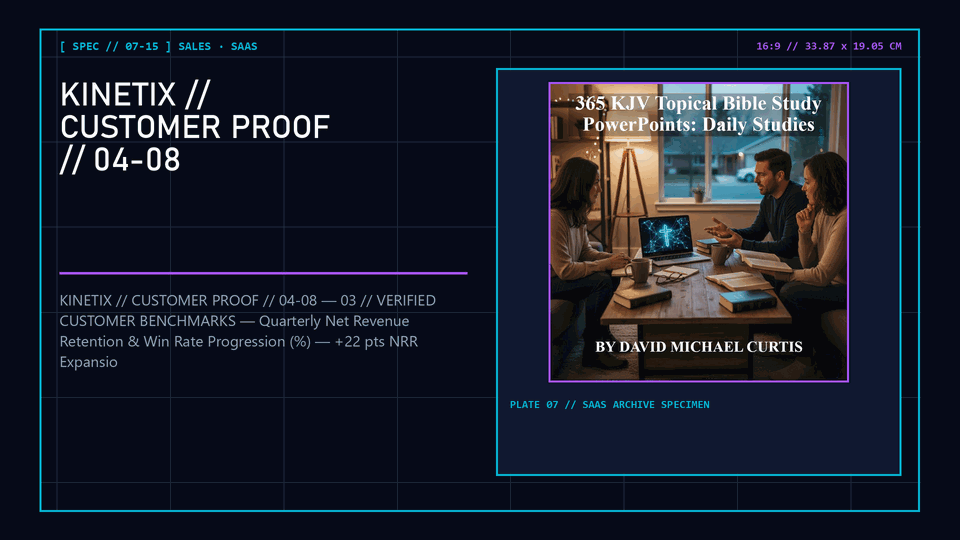 [ SPEC // 07-15 ] SALES · SAAS
16:9 // 33.87 x 19.05 CM
KINETIX //
CUSTOMER PROOF
// 04-08
KINETIX // CUSTOMER PROOF // 04-08 — 03 // VERIFIED
CUSTOMER BENCHMARKS — Quarterly Net Revenue
Retention & Win Rate Progression (%) — +22 pts NRR
Expansio
365 KJV Topical Bible Study
PowerPoints: Daily Studies
BY DAVID MICHAEL CURTIS
PLATE 07 // SAAS ARCHIVE SPECIMEN